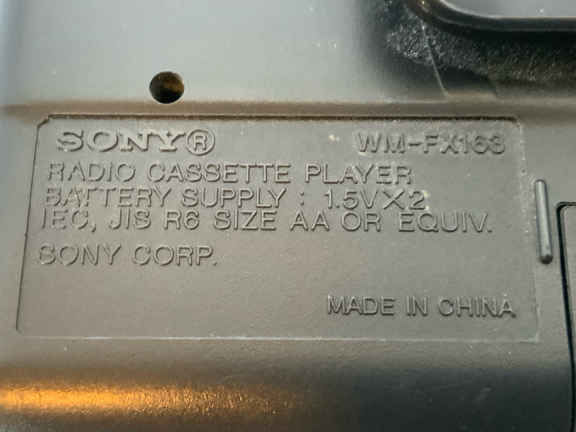 SONY® WM-FX163
RADIO CASSETTE PLAYER
BATTERY SUPPLY : 1.5V×2
IEC, JIS R6 SIZE AA OR EQUIV.
SONY CORP.
MADE IN CHINA